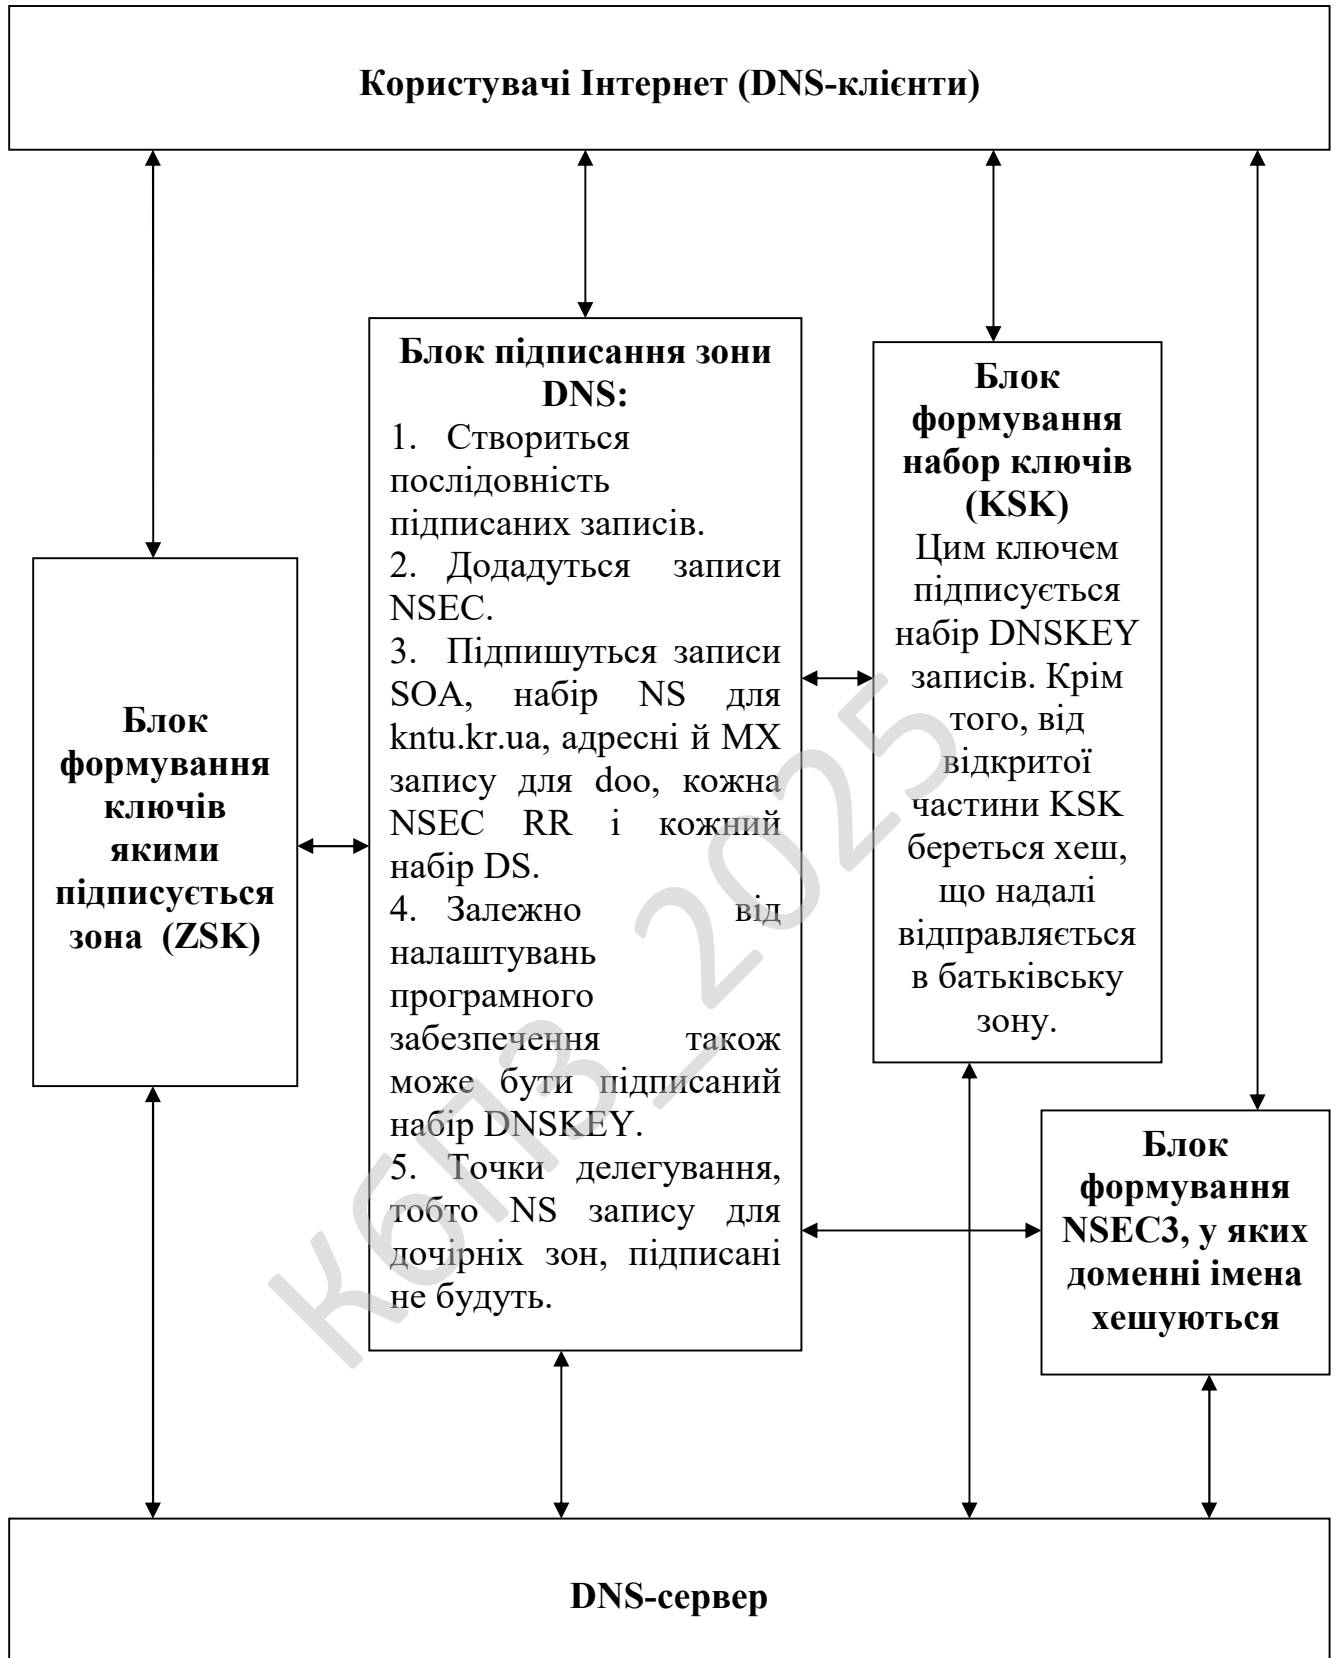 Користувачі Інтернет (DNS-клієнти)
Блок підписання зони
DNS:
1. Створиться
послідовність
підписаних записів.
2. Додадуться записи
NSEC.
3. Підпишуться записи
SOA, набір NS для
kntu.kr.ua, адресні й MX
запису для doo, кожна
NSEC RR і кожний
набір DS.
4. Залежно від
налаштувань
програмного
забезпечення також
може бути підписаний
набір DNSKEY.
5. Точки делегування,
тобто NS запису для
дочірніх зон, підписані
не будуть.
Блок
формування
набор ключів
(KSK)
Цим ключем
підписується
набір DNSKEY
записів. Крім
того, від
відкритої
частини KSK
береться хеш,
що надалі
відправляється
в батьківську
зону.
Блок
формування
ключів
якими
підписується
зона (ZSK)
Блок
формування
NSEC3, у яких
доменні імена
хешуються
DNS-сервер
КбПЗ_2025